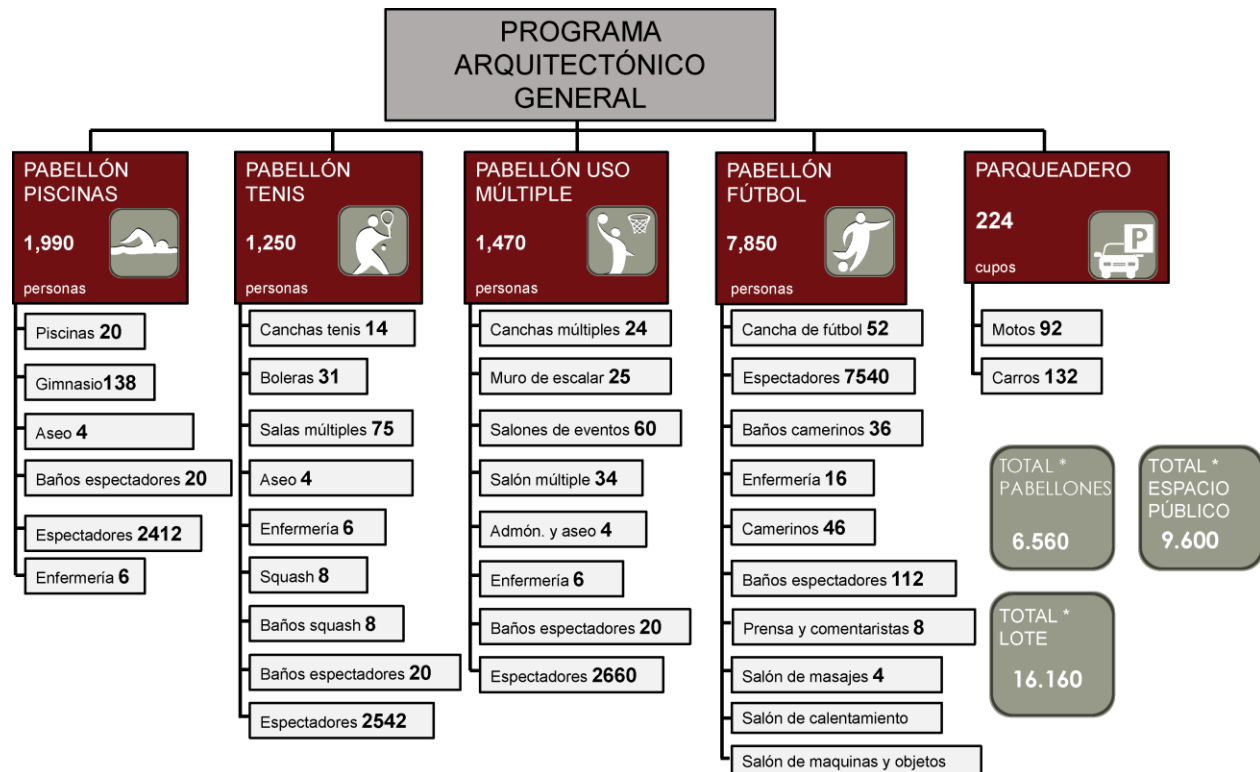 PROGRAMA
ARQUITECTÓNICO
GENERAL
PABELLÓN
PISCINAS
1,990
personas
Piscinas 20
Gimnasio138
Aseo 4
Baños espectadores 20
Espectadores 2412
Enfermería 6
PABELLÓN
TENIS
1,250
personas
Canchas tenis 14
Boleras 31
Salas múltiples 75
Aseo 4
Enfermería 6
Squash 8
Baños squash 8
Baños espectadores 20
Espectadores 2542
PABELLÓN USO
MÚLTIPLE
1,470
personas
Canchas múltiples 24
Muro de escalar 25
Salones de eventos 60
Salón múltiple 34
Admón. y aseo 4
Enfermería 6
Baños espectadores 20
Espectadores 2660
PABELLÓN
FÚTBOL
7,850
personas
Cancha de fútbol 52
Espectadores 7540
Baños camerinos 36
Enfermería 16
Camerinos 46
Baños espectadores 112
Prensa y comentaristas 8
Salón de masajes 4
Salón de calentamiento
Salón de maquinas y objetos
PARQUEADERO
224
cupos
P
Motos 92
Carros 132
TOTAL *
PABELLONES
6.560
TOTAL *
ESPACIO
PÚBLICO
9.600
TOTAL *
LOTE
16.160